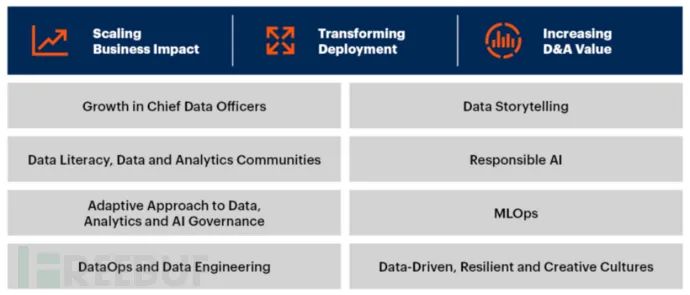 Scaling
Business Impact
Transforming
Deployment
Increasing
D&A Value
Growth in Chief Data Officers
Data Storytelling
Data Literacy, Data and Analytics Communities
Responsible AI
Adaptive Approach to Data,
Analytics and AI Governance
MLOps
DataOps and Data Engineering
Data-Driven, Resilient and Creative Cultures
REEBUF